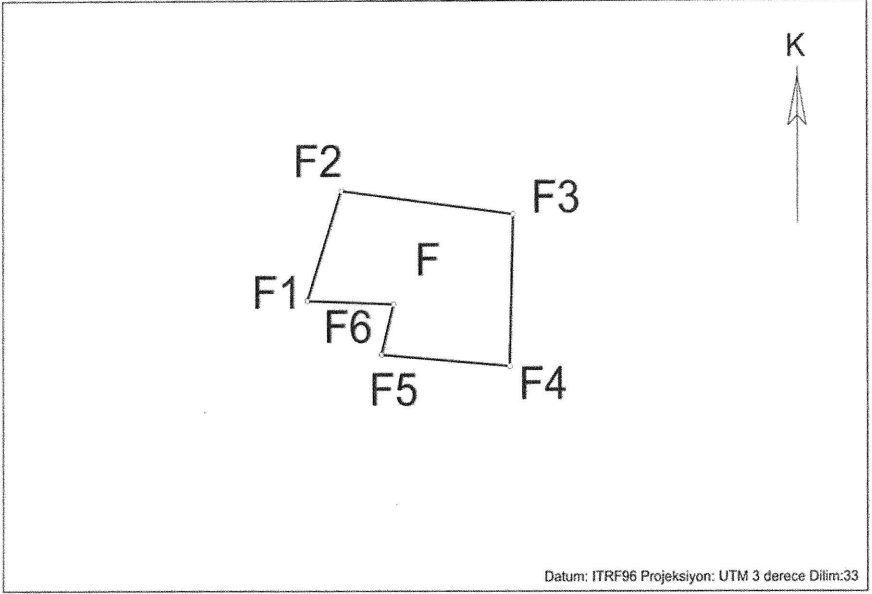 K
F2
F3
F
F1
F6
F5
F4
Datum: ITRF96 Projeksiyon: UTM 3 derece Dilim:33